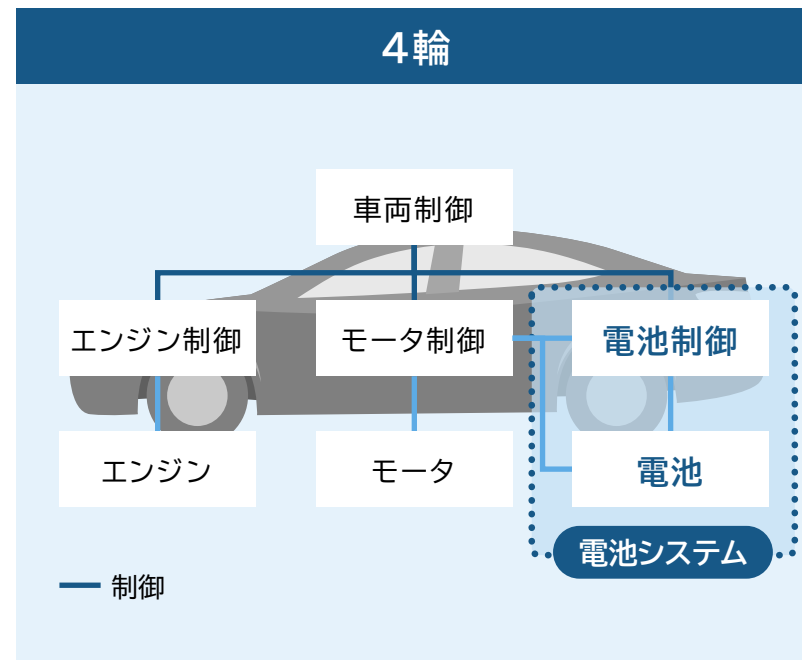 4輪
車両制御
エンジン制御
モータ制御
電池制御
エンジン
モータ
電池
電池システム
制御